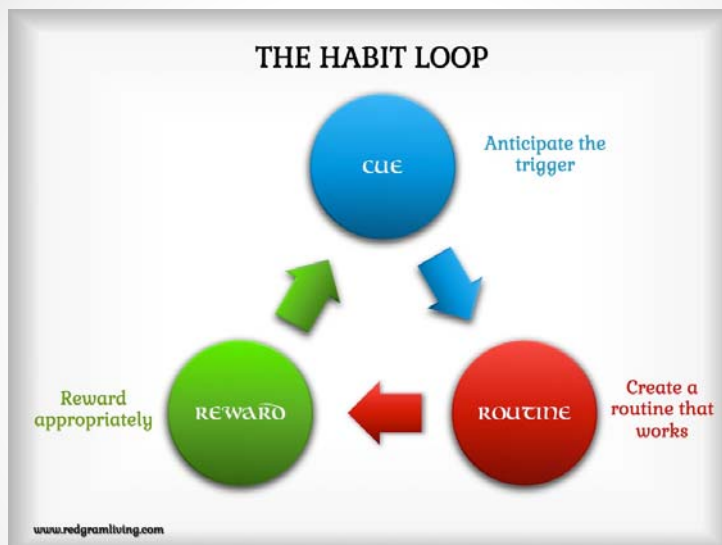 THE HABIT LOOP
CUE
Anticipate the
trigger
REWARD
ROUTINE
Reward
appropriately
Create a
routine that
works
www.redgramliving.com